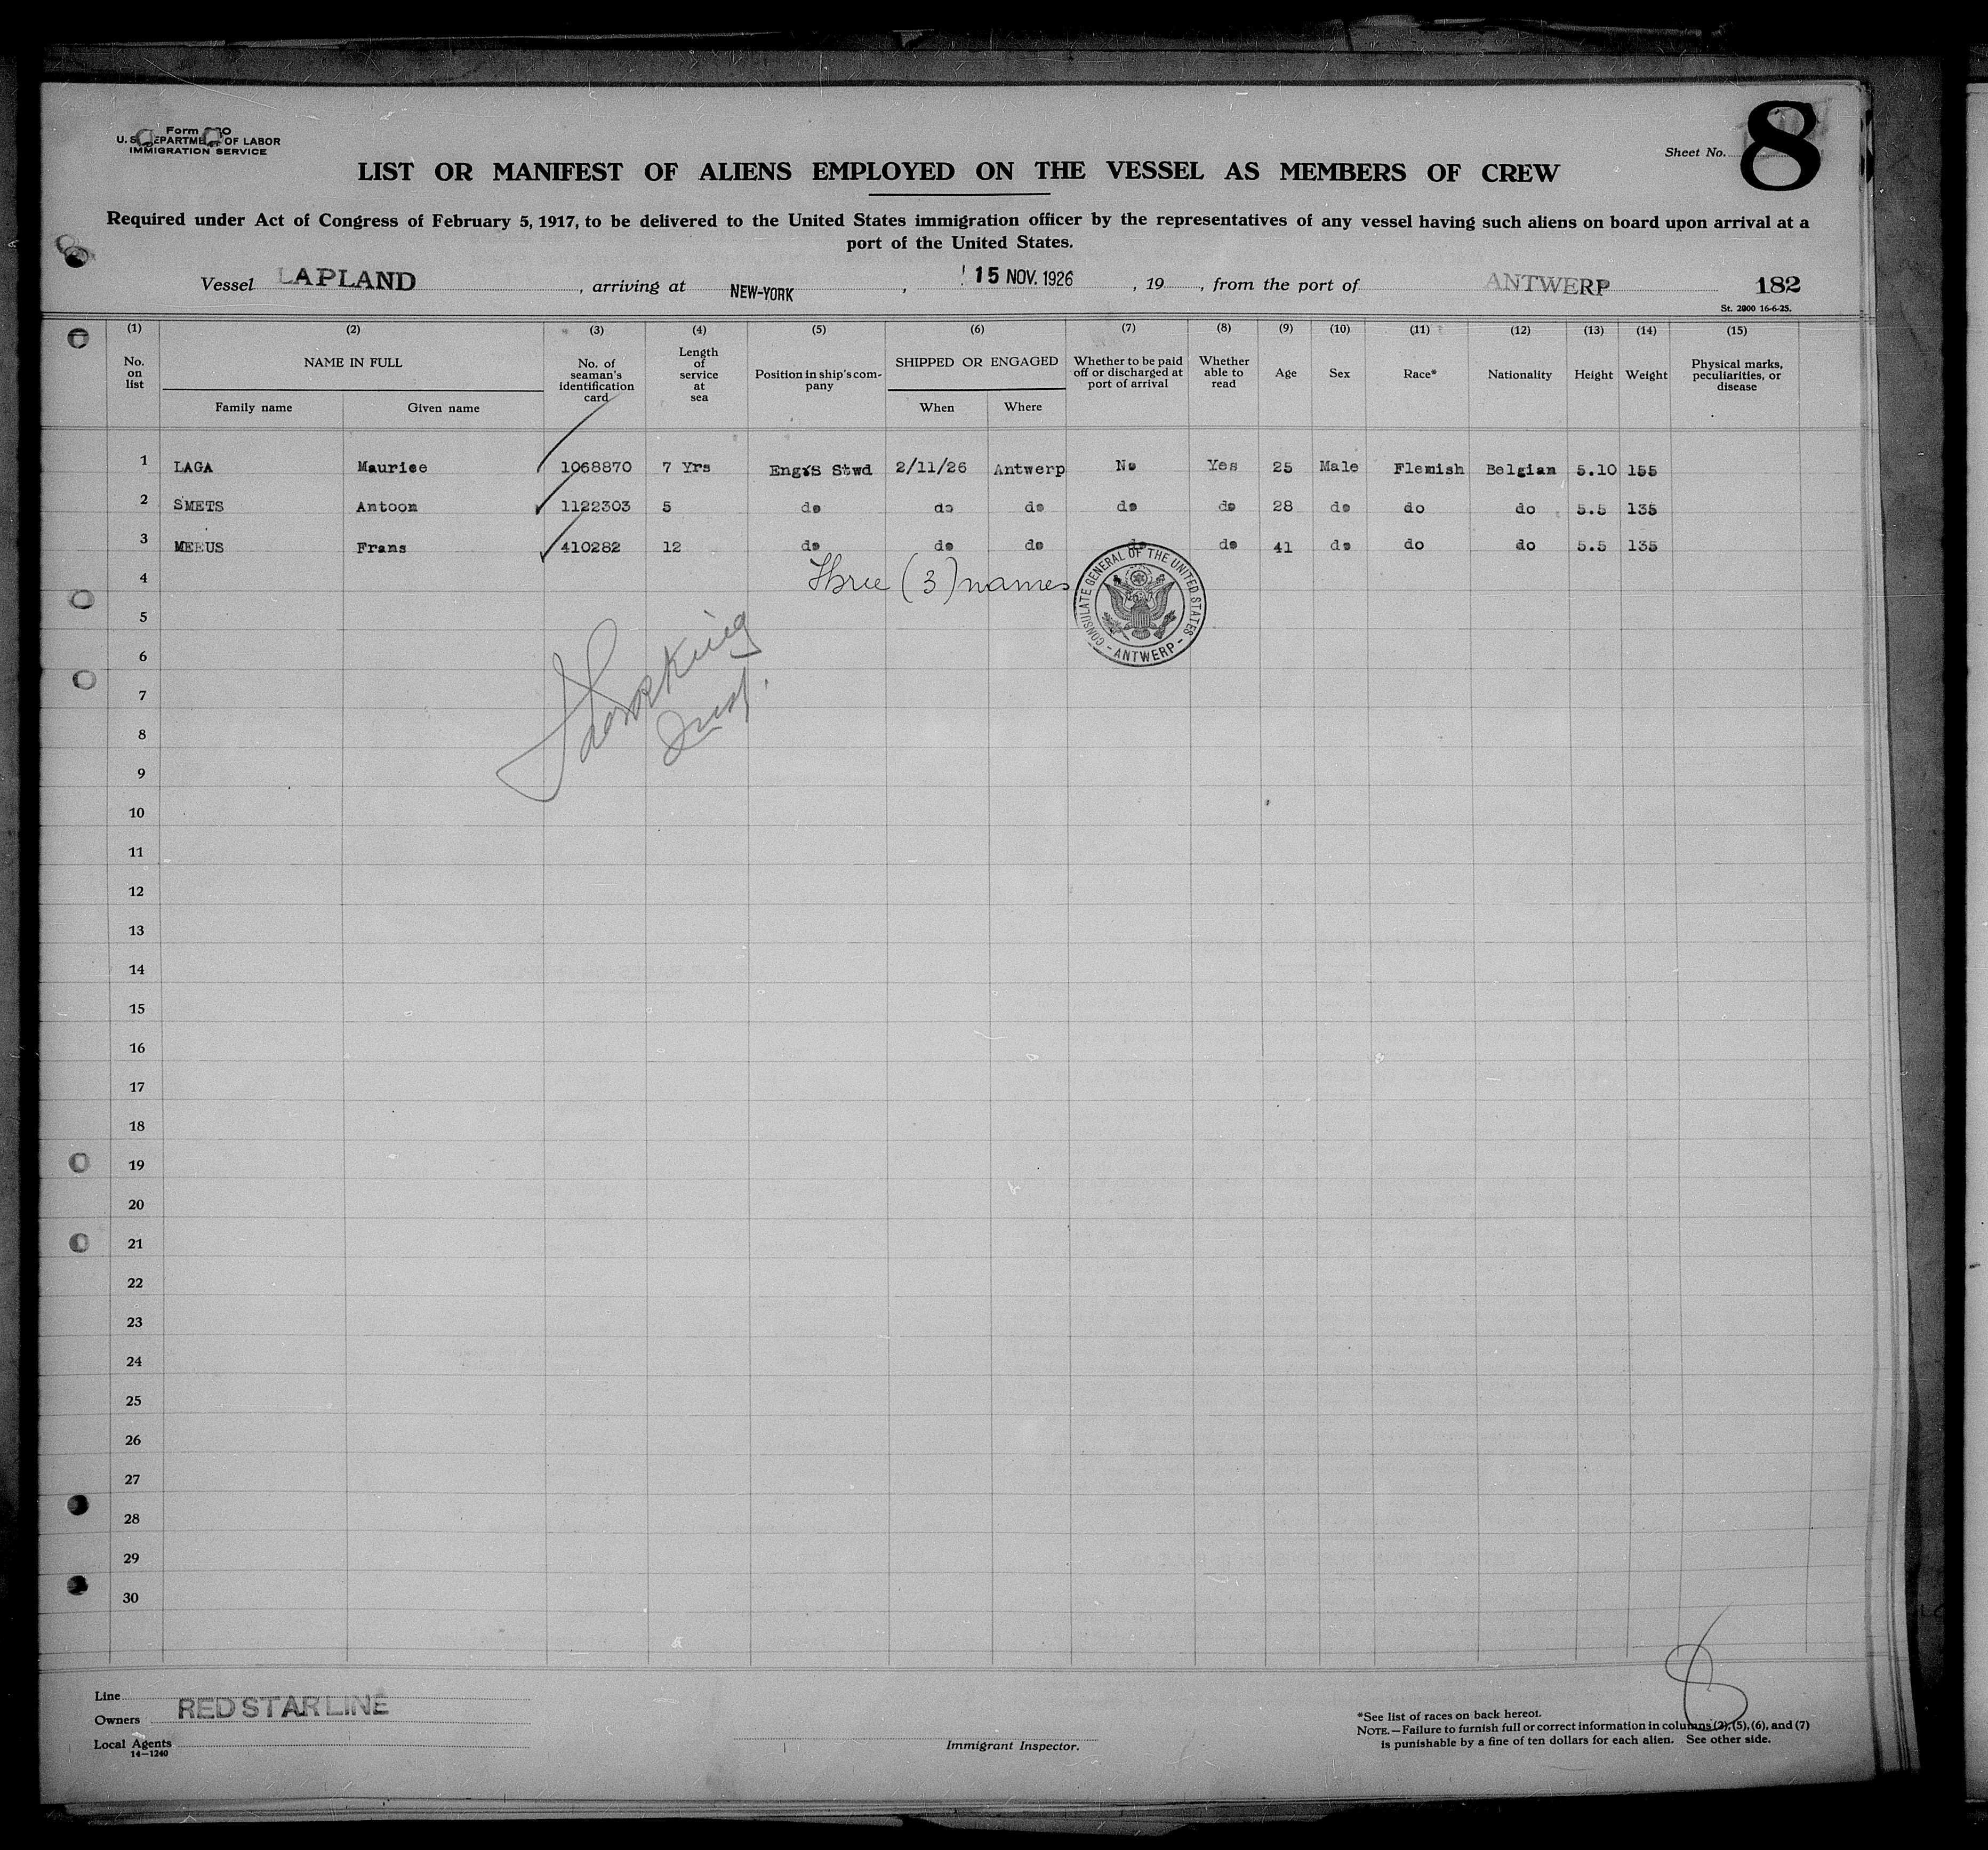 Form
U. S. DEPARTMENT OF LABOR
IMMIGRATION SERVICE
Sheet No. 8
LIST OR MANIFEST OF ALIENS EMPLOYED ON THE VESSEL AS MEMBERS OF CREW
Required under Act of Congress of February 5, 1917, to be delivered to the United States immigration officer by the representatives of any vessel having such aliens on board upon arrival at a
port of the United States.
Vessel LAPLAND, arriving at NEW-YORK, 15 NOV. 1926, 19, from the port of ANTWERP 182
St. 2000 16-6-25.
(1) (2) (3) (4) (5) (6) (7) (8) (9) (10) (11) (12) (13) (14) (15)
No. on list NAME IN FULL Family name Given name No. of seaman's identification card Length of service at sea Position in ship's company SHIPPED OR ENGAGED When Where Whether to be paid off or discharged at port of arrival Whether able to read Age Sex Race* Nationality Height Weight Physical marks, peculiarities, or disease
1 LAGA Maurice 1068870 7 Yrs Engrs Stwd 2/11/26 Antwerp No Yes 25 Male Flemish Belgian 5.10 155
2 SMETS Antoon 1122303 5 do do do do do 28 do do do 5.5 135
3 MEEUS Frans 410282 12 do do do do do 41 do do do 5.5 135
4 Three (3) names
CONSULATE GENERAL OF THE UNITED STATES - ANTWERP -
5
6
7
8
9
10
11
12
13
14
15
16
17
18
19
20
21
22
23
24
25
26
27
28
29
30
8
Line
Owners RED STAR LINE
Local Agents
14-1240
Immigrant Inspector.
*See list of races on back hereof.
NOTE.—Failure to furnish full or correct information in columns (2), (5), (6), and (7)
is punishable by a fine of ten dollars for each alien. See other side.